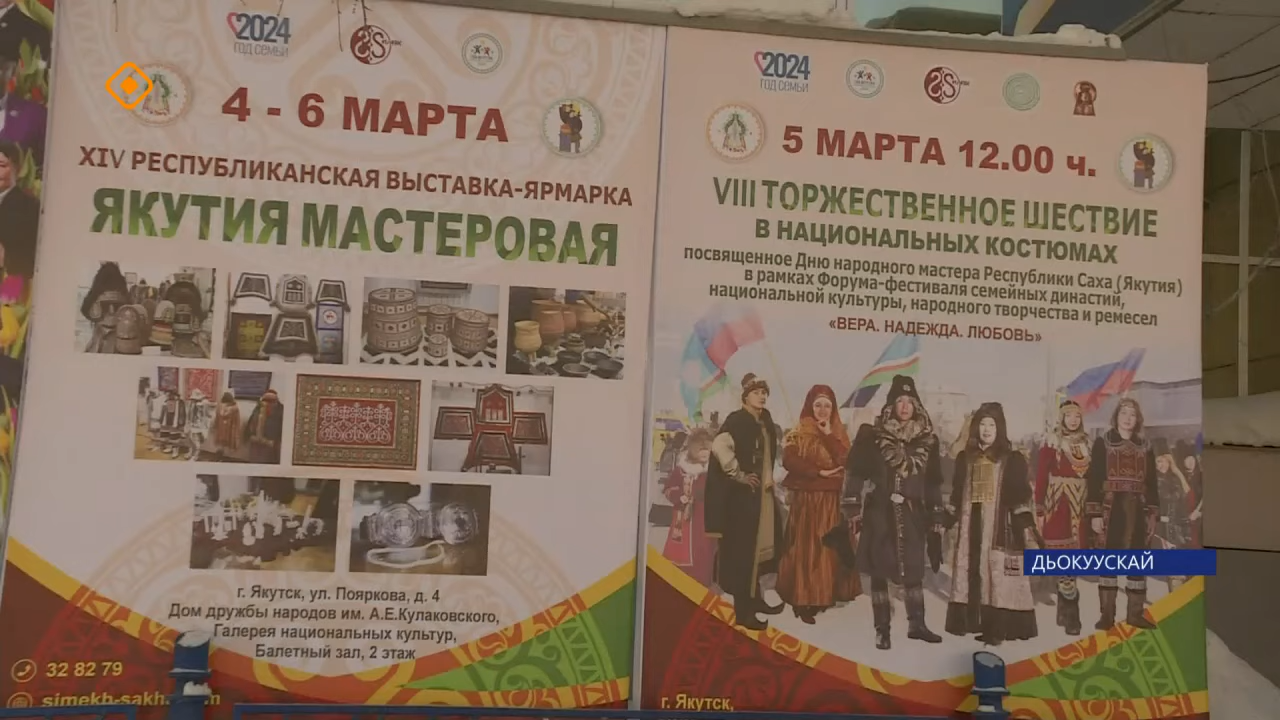 2024
ГОД СЕМЬИ
4 - 6 МАРТА
XIV РЕСПУБЛИКАНСКАЯ ВЫСТАВКА-ЯРМАРКА
ЯКУТИЯ МАСТЕРОВАЯ
г. Якутск, ул. Пояркова, д. 4
Дом дружбы народов им. А.Е.Кулаковского,
Галерея национальных культур,
Балетный зал, 2 этаж
32 82 79
2024
ГОД СЕМЬИ
5 МАРТА 12.00 ч.
VIII ТОРЖЕСТВЕННОЕ ШЕСТВИЕ
В НАЦИОНАЛЬНЫХ КОСТЮМАХ
посвященное Дню народного мастера Республики Саха (Якутия)
в рамках Форума-фестиваля семейных династий,
национальной культуры, народного творчества и ремесел
«ВЕРА. НАДЕЖДА. ЛЮБОВЬ»
г. Якутск,
ДЬОКУУСКАЙ